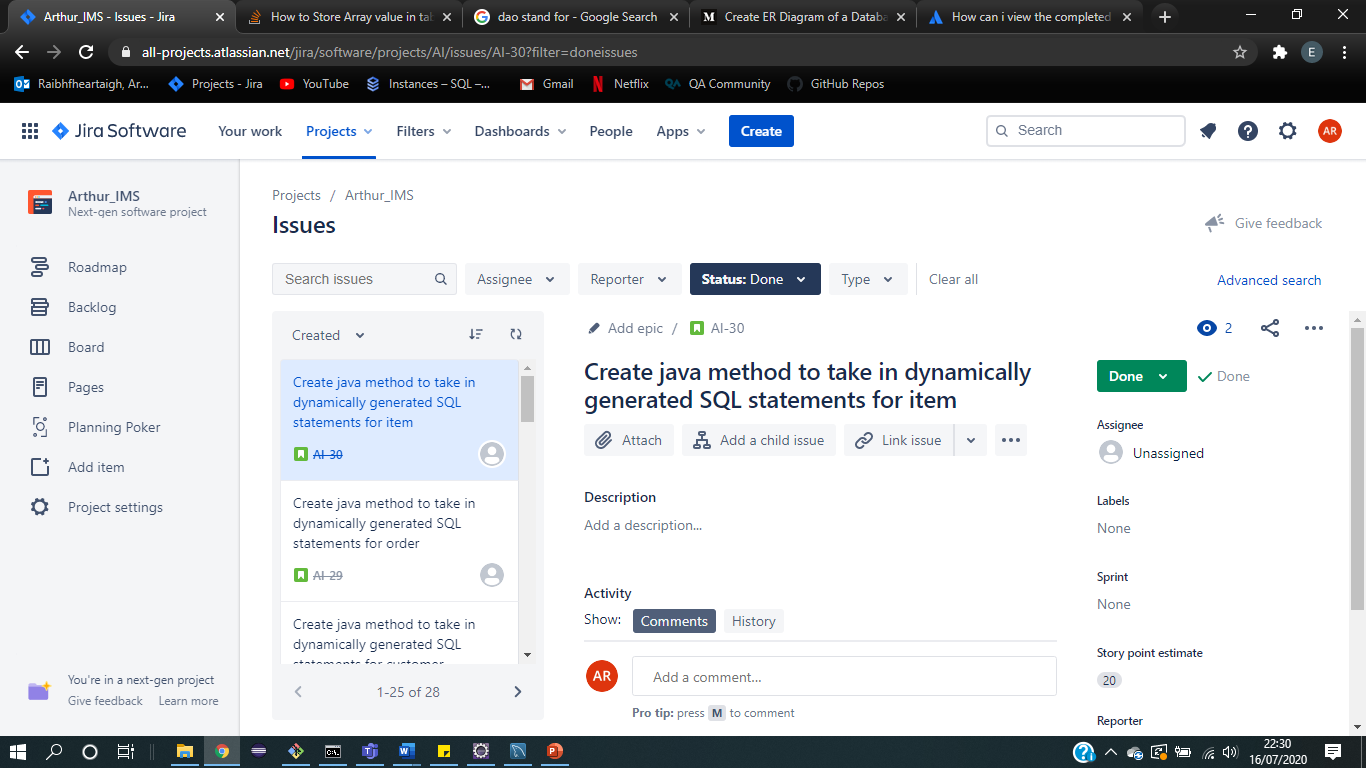 Arthur_IMS - Issues - Jira
How to Store Array value in tab
dao stand for - Google Search
Create ER Diagram of a Databa
How can i view the completed
all-projects.atlassian.net/jira/software/projects/AI/issues/AI-30?filter=doneissues
E
Raibhfheartaigh, Ar...
Projects - Jira
YouTube
Instances – SQL –...
Gmail
Netflix
QA Community
GitHub Repos
Jira Software
Your work
Projects
Filters
Dashboards
People
Apps
Create
Search
AR
Arthur_IMS
Next-gen software project
Roadmap
Backlog
Board
Pages
Planning Poker
Add item
Project settings
You're in a next-gen project
Give feedback Learn more
Projects / Arthur_IMS
Issues
Give feedback
Search issues
Assignee
Reporter
Status: Done
Type
Clear all
Advanced search
Created
Create java method to take in
dynamically generated SQL
statements for item
AI-30
Create java method to take in
dynamically generated SQL
statements for order
AI-29
Create java method to take in
dynamically generated SQL
statements for customer
1-25 of 28
Add epic / AI-30
2
Create java method to take in dynamically
generated SQL statements for item
Attach
Add a child issue
Link issue
Description
Add a description...
Activity
Show: Comments History
AR
Add a comment...
Pro tip: press M to comment
Done
Done
Assignee
Unassigned
Labels
None
Sprint
None
Story point estimate
20
Reporter
22:30
16/07/2020